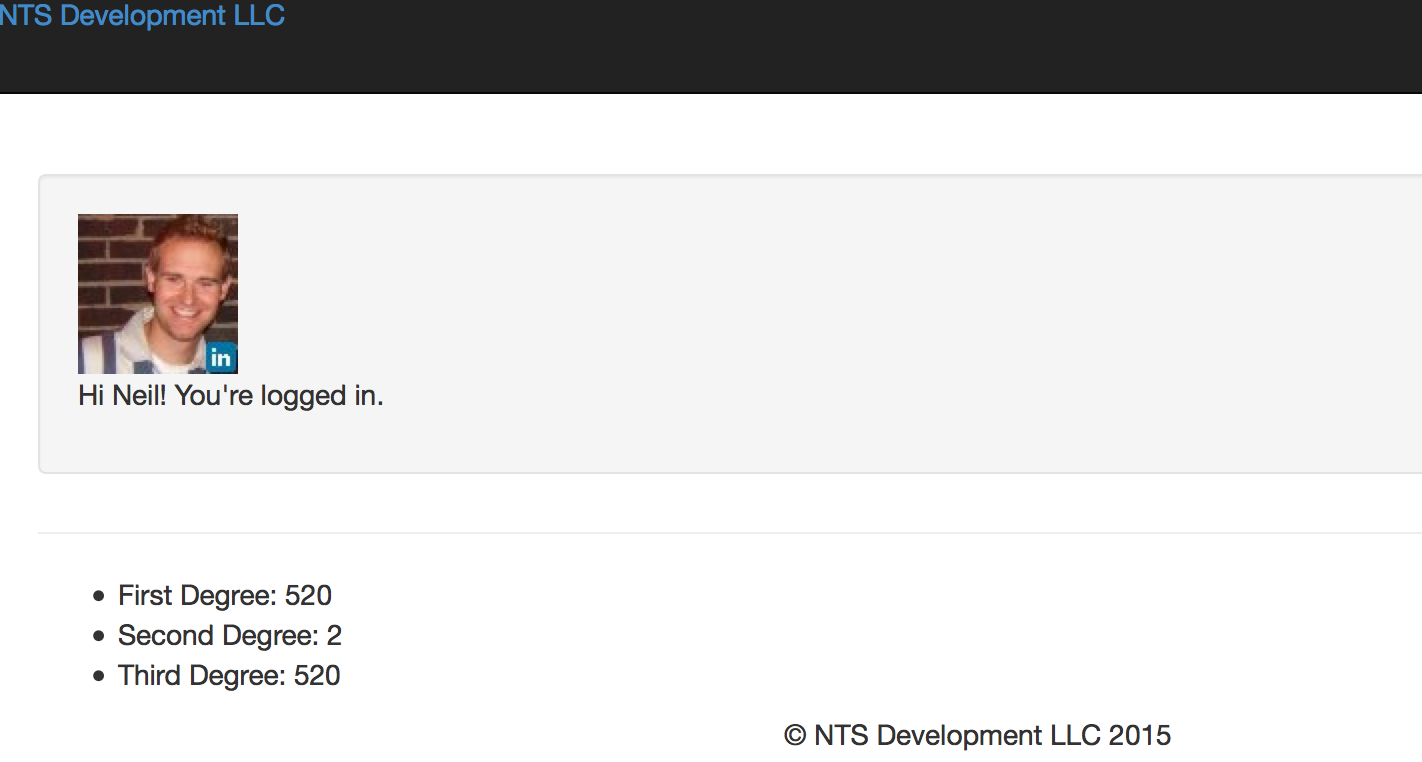 NTS Development LLC
in
Hi Neil! You're logged in.
First Degree: 520
Second Degree: 2
Third Degree: 520
© NTS Development LLC 2015